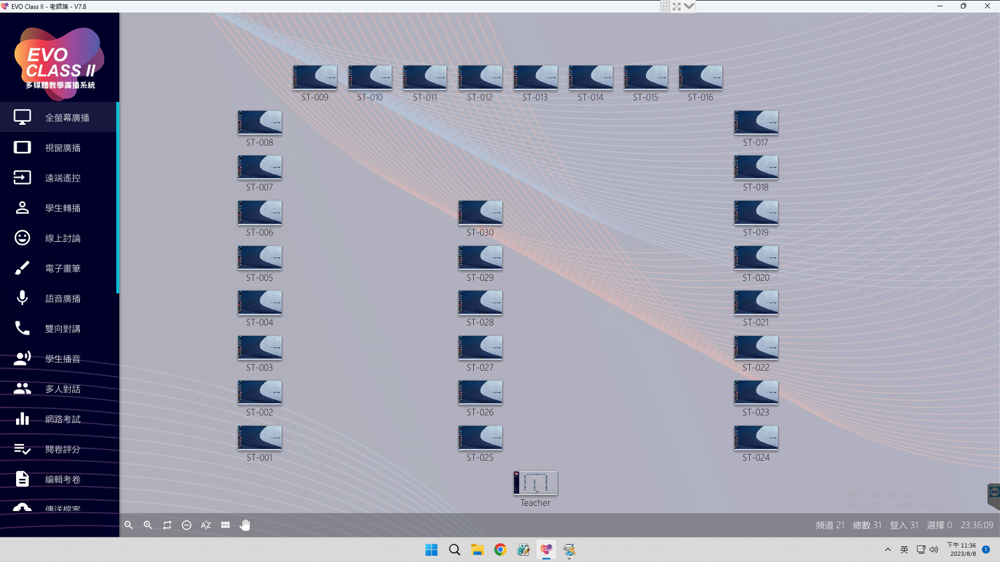 EVO Class II - 老師端 - V7.8
EVO
CLASS II
多媒體教學廣播系統
全螢幕廣播
視窗廣播
遠端遙控
學生轉播
線上討論
電子畫筆
語音廣播
雙向對講
學生播音
多人對話
網路考試
閱卷評分
編輯考卷
傳送檔案
ST-009 ST-010 ST-011 ST-012 ST-013 ST-014 ST-015 ST-016
ST-008 ST-017
ST-007 ST-018
ST-006 ST-030 ST-019
ST-005 ST-029 ST-020
ST-004 ST-028 ST-021
ST-003 ST-027 ST-022
ST-002 ST-026 ST-023
ST-001 ST-025 ST-024
Teacher
啟用 Windows
AZ
頻道 21 總數 31 登入 31 選擇 0 23:36:09
英
下午 11:36
2023/8/8
1